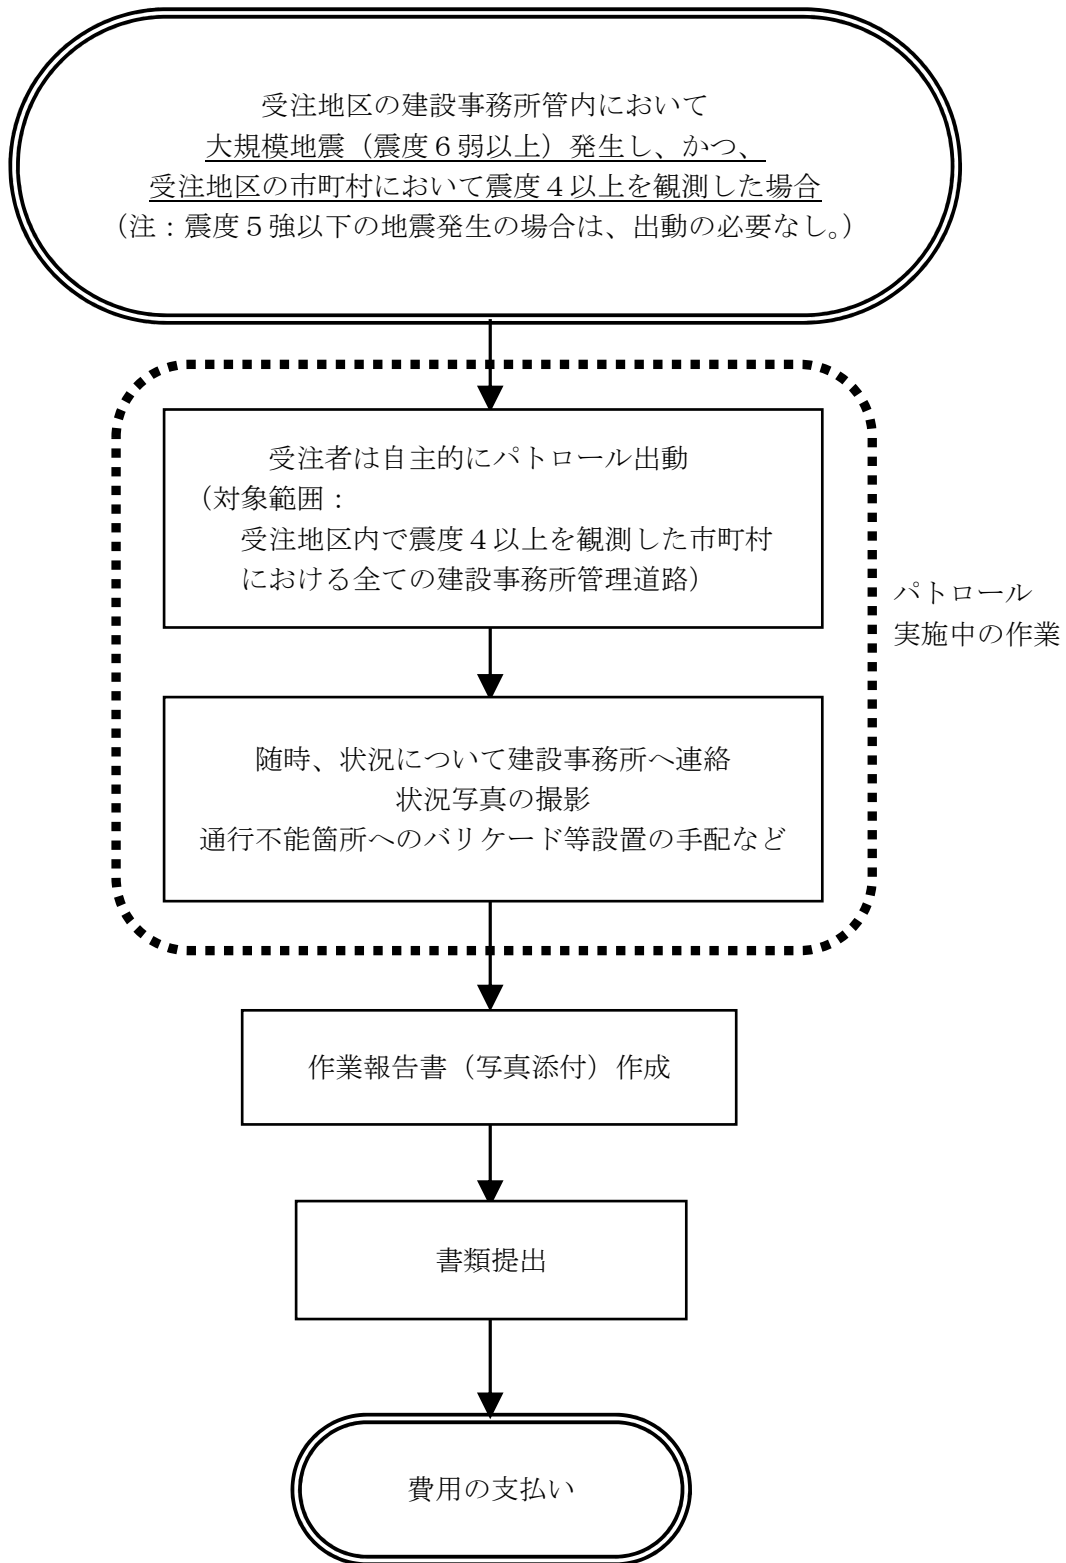 受注地区の建設事務所管内において
大規模地震（震度６弱以上）発生し、かつ、
受注地区の市町村において震度４以上を観測した場合
（注：震度５強以下の地震発生の場合は、出動の必要なし。）
受注者は自主的にパトロール出動
（対象範囲：
受注地区内で震度４以上を観測した市町村
における全ての建設事務所管理道路）
パトロール
実施中の作業
随時、状況について建設事務所へ連絡
状況写真の撮影
通行不能箇所へのバリケード等設置の手配など
作業報告書（写真添付）作成
書類提出
費用の支払い